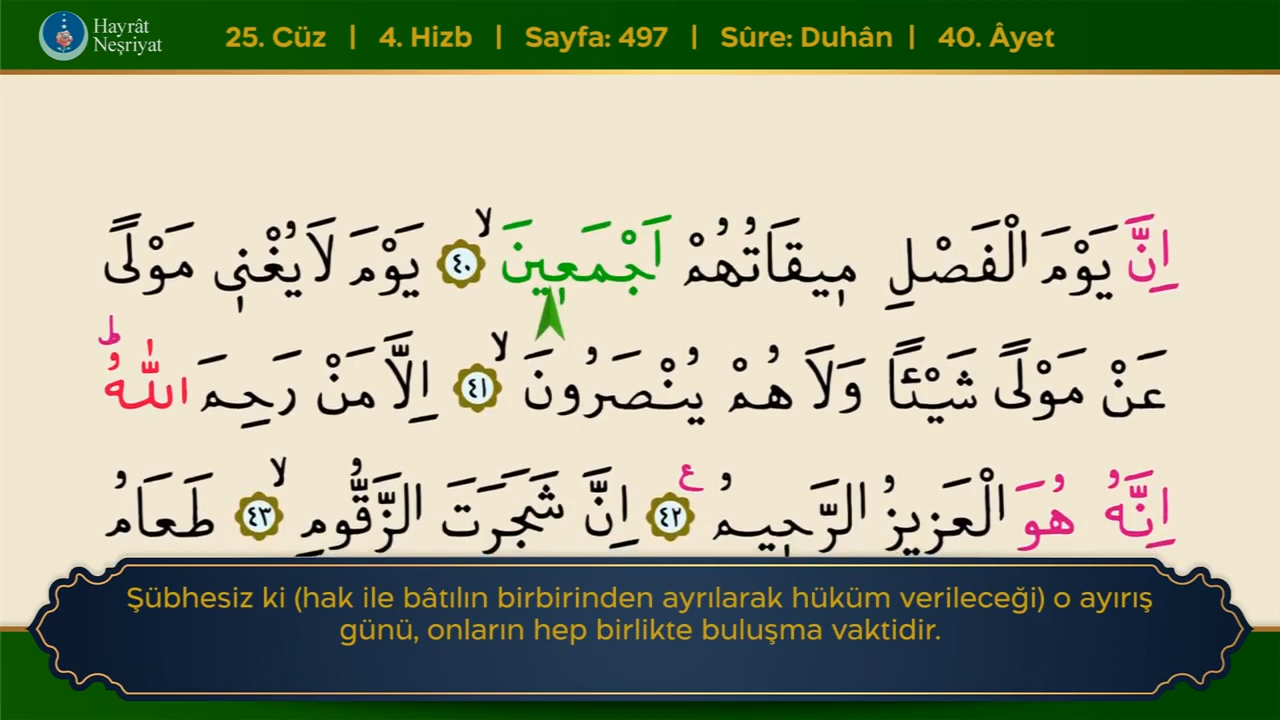 Hayrât
Neşriyat
25. Cüz | 4. Hizb | Sayfa: 497 | Sûre: Duhân | 40. Âyet
اِنَّ يَوْمَ الْفَصْلِ مٖيقَاتُهُمْ اَجْمَعٖينَۙ ﴿٤٠﴾ يَوْمَ لَا يُغْنٖي مَوْلًى
عَنْ مَوْلًى شَيْـًٔا وَلَا هُمْ يُنْصَرُونَۙ ﴿٤١﴾ اِلَّا مَنْ رَحِمَ اللّٰهُؕ
اِنَّهُ هُوَ الْعَزٖيزُ الرَّحٖيمُ ع ﴿٤٢﴾ اِنَّ شَجَرَتَ الزَّقُّومِۙ ﴿٤٣﴾ طَعَامُ
Şübhesiz ki (hak ile bâtılın birbirinden ayrılarak hüküm verileceği) o ayırış
günü, onların hep birlikte buluşma vaktidir.